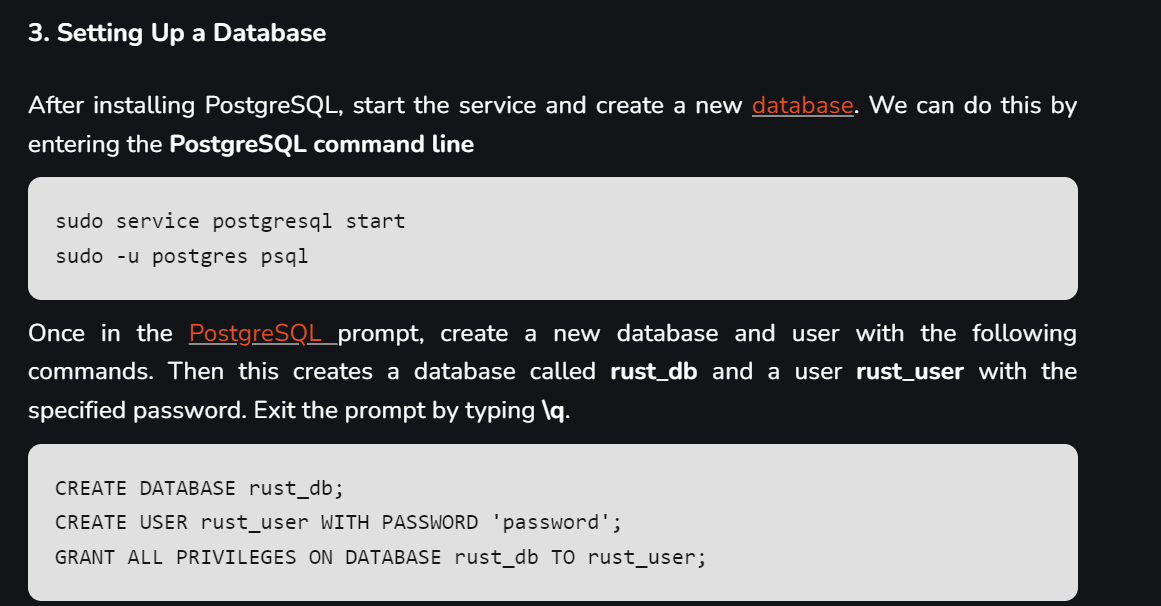 3. Setting Up a Database
After installing PostgreSQL, start the service and create a new database. We can do this by
entering the PostgreSQL command line
sudo service postgresql start
sudo -u postgres psql
Once in the PostgreSQL prompt, create a new database and user with the following
commands. Then this creates a database called rust_db and a user rust_user with the
specified password. Exit the prompt by typing \q.
CREATE DATABASE rust_db;
CREATE USER rust_user WITH PASSWORD 'password';
GRANT ALL PRIVILEGES ON DATABASE rust_db TO rust_user;